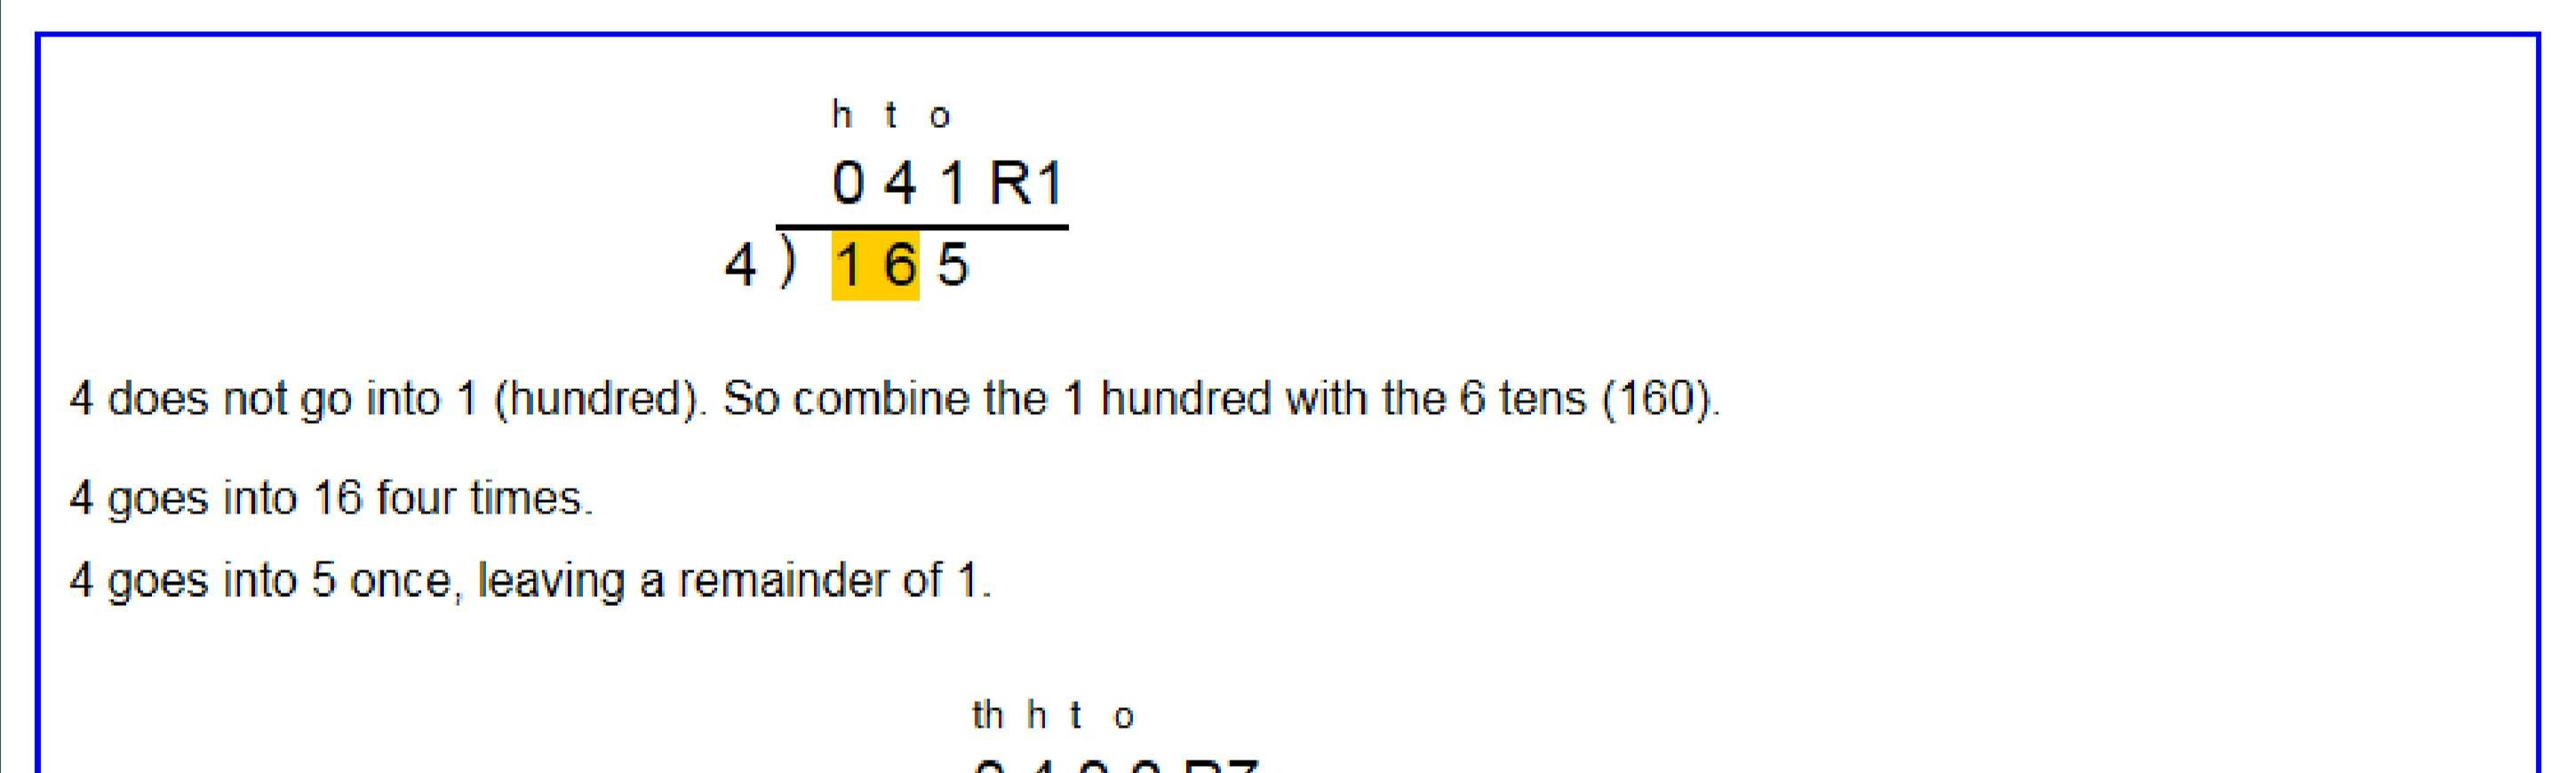 h t o
0 4 1 R1
4 ) 1 6 5
4 does not go into 1 (hundred). So combine the 1 hundred with the 6 tens (160).
4 goes into 16 four times.
4 goes into 5 once, leaving a remainder of 1.
th h t o